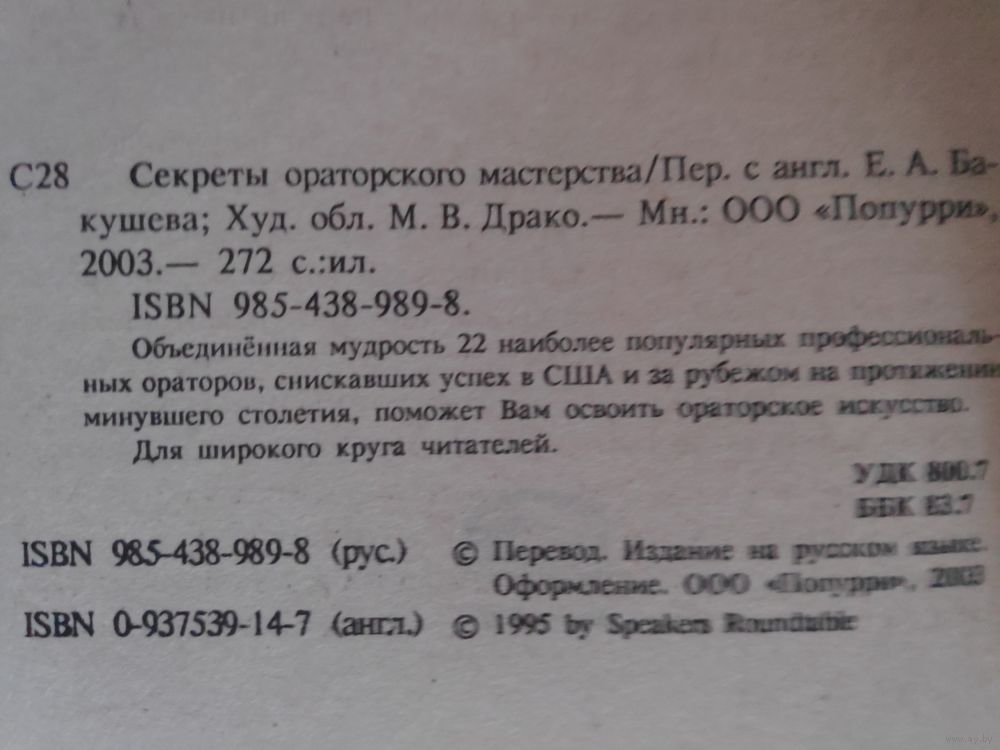 С28 Секреты ораторского мастерства/Пер. с англ. Е. А. Ба-
кушева; Худ. обл. М. В. Драко.— Мн.: ООО «Попурри»,
2003.— 272 с.:ил.
ISBN 985-438-989-8.
Объединённая мудрость 22 наиболее популярных профессиональ-
ных ораторов, снискавших успех в США и за рубежом на протяжении
минувшего столетия, поможет Вам освоить ораторское искусство.
Для широкого круга читателей.
УДК 800.7
ББК 83.7
ISBN 985-438-989-8 (рус.) © Перевод. Издание на русском языке.
Оформление. ООО «Попурри», 2003
ISBN 0-937539-14-7 (англ.) © 1995 by Speakers Roundtable
www.ay.by